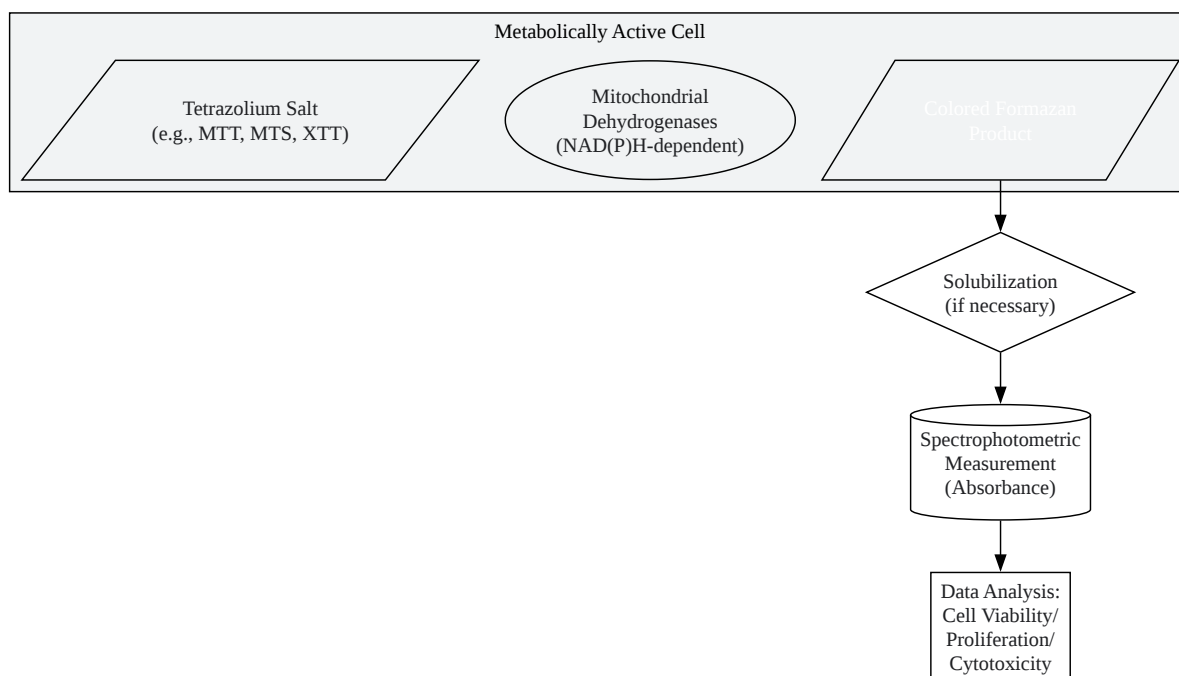 Metabolically Active Cell
Tetrazolium Salt
(e.g., MTT, MTS, XTT)
Mitochondrial
Dehydrogenases
(NAD(P)H-dependent)
Colored Formazan
Product
Solubilization
(if necessary)
Spectrophotometric
Measurement
(Absorbance)
Data Analysis:
Cell Viability/
Proliferation/
Cytotoxicity